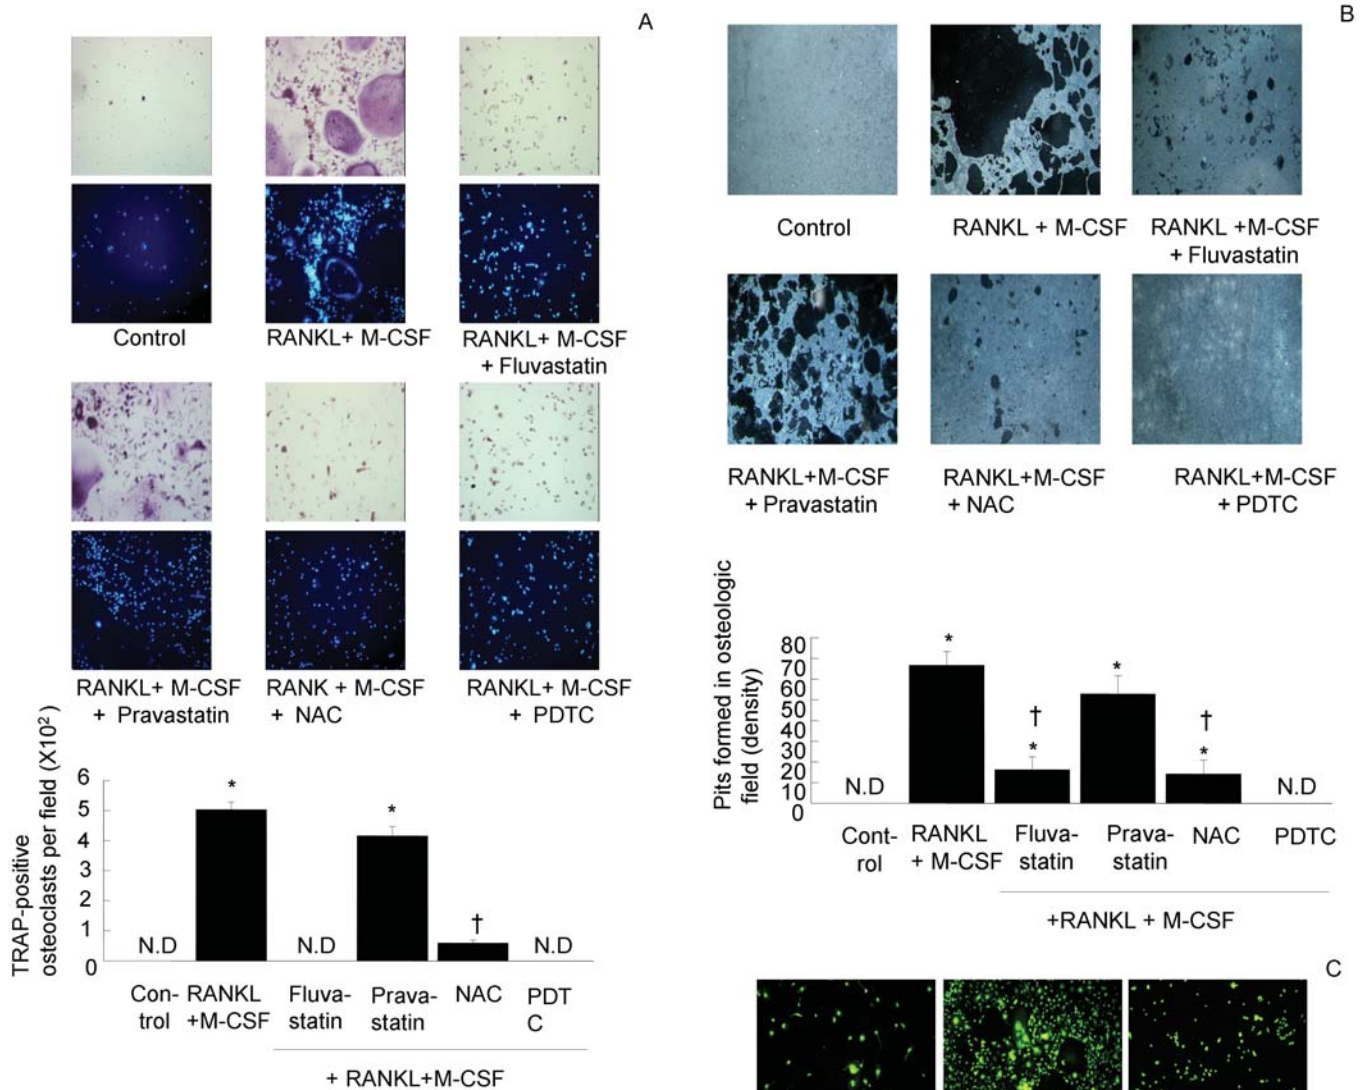 A
Control
RANKL+ M-CSF
RANKL+ M-CSF
+ Fluvastatin
RANKL+ M-CSF
+ Pravastatin
RANK + M-CSF
+ NAC
RANKL+ M-CSF
+ PDTC
TRAP-positive
osteoclasts per field (X10²)
6
5
4
3
2
1
0
N.D
*
N.D
*
†
N.D
Con-
trol
RANKL
+M-CSF
Fluva-
statin
Prava-
statin
NAC
PDT
C
+ RANKL+M-CSF
B
Control
RANKL + M-CSF
RANKL +M-CSF
+ Fluvastatin
RANKL+M-CSF
+ Pravastatin
RANKL+M-CSF
+ NAC
RANKL+M-CSF
+ PDTC
Pits formed in osteologic
field (density)
80
70
60
50
40
30
20
10
0
N.D
*
†
*
*
†
*
N.D
Cont-
rol
RANKL
+ M-CSF
Fluva-
statin
Prava-
statin
NAC
PDTC
+RANKL + M-CSF
C